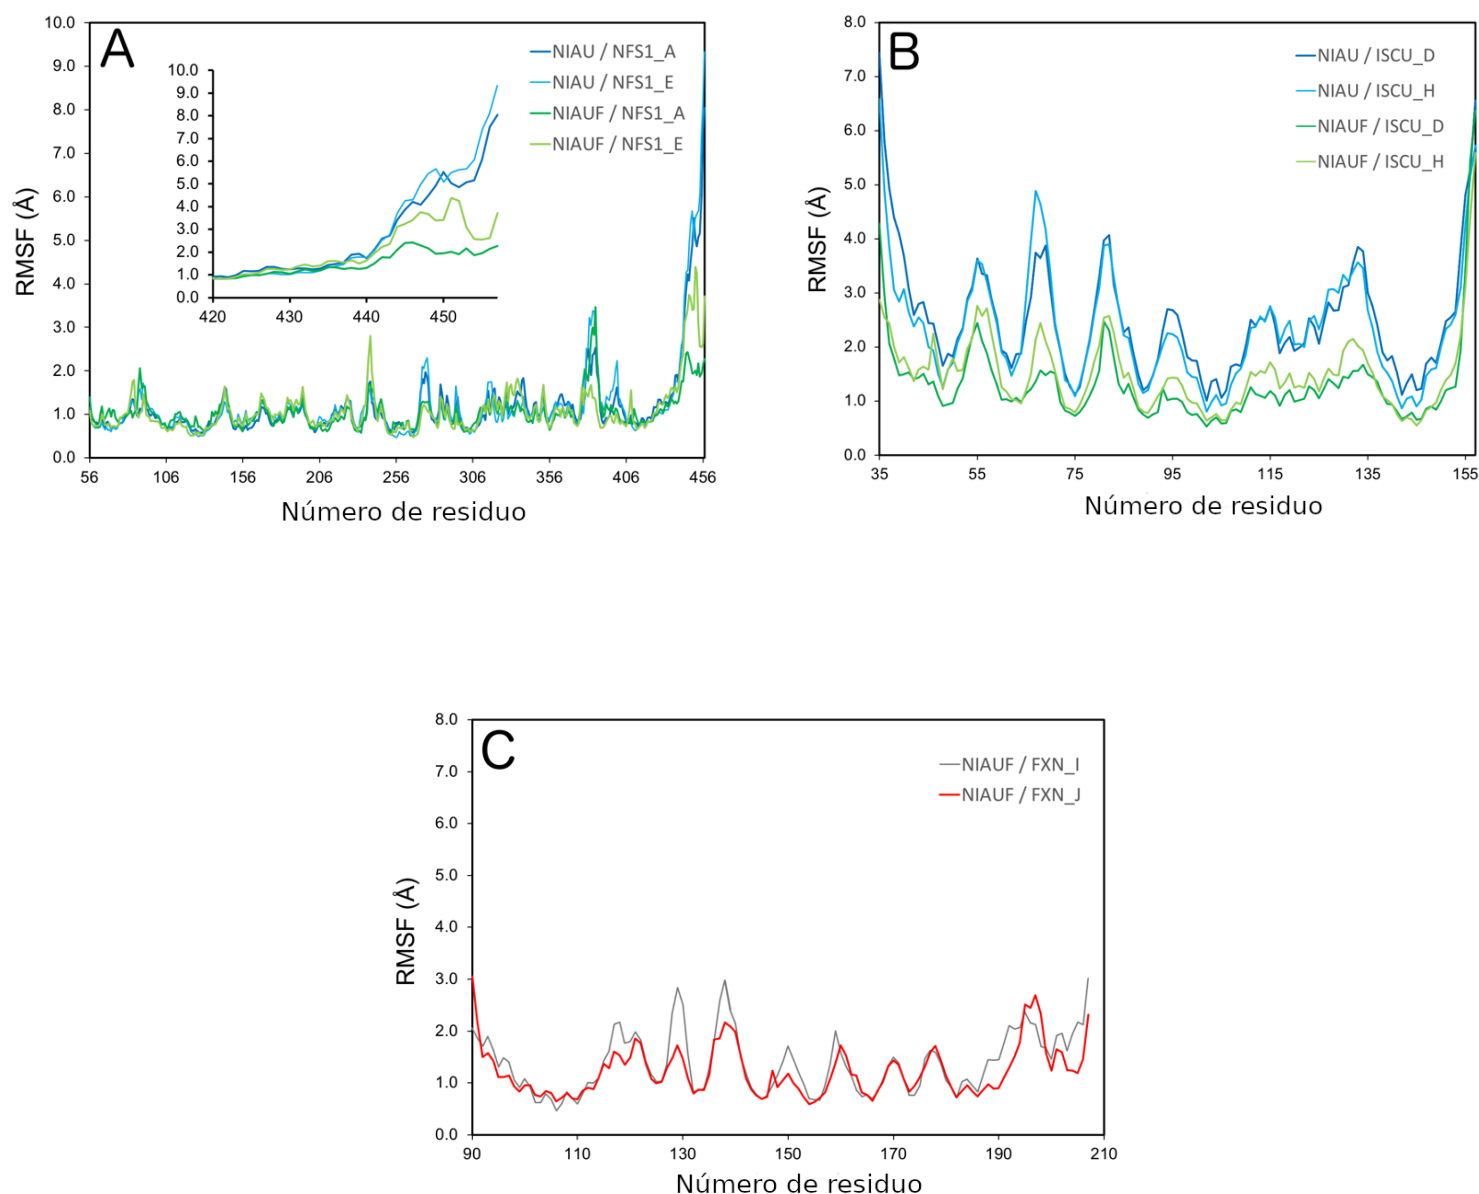 A
NIAU / NFS1_A
NIAU / NFS1_E
NIAUF / NFS1_A
NIAUF / NFS1_E
10.0
9.0
8.0
7.0
6.0
5.0
4.0
3.0
2.0
1.0
0.0
RMSF (Å)
56 106 156 206 256 306 356 406 456
Número de residuo
10.0
9.0
8.0
7.0
6.0
5.0
4.0
3.0
2.0
1.0
0.0
420 430 440 450
B
NIAU / ISCU_D
NIAU / ISCU_H
NIAUF / ISCU_D
NIAUF / ISCU_H
8.0
7.0
6.0
5.0
4.0
3.0
2.0
1.0
0.0
RMSF (Å)
35 55 75 95 115 135 155
Número de residuo
C
NIAUF / FXN_I
NIAUF / FXN_J
8.0
7.0
6.0
5.0
4.0
3.0
2.0
1.0
0.0
RMSF (Å)
90 110 130 150 170 190 210
Número de residuo